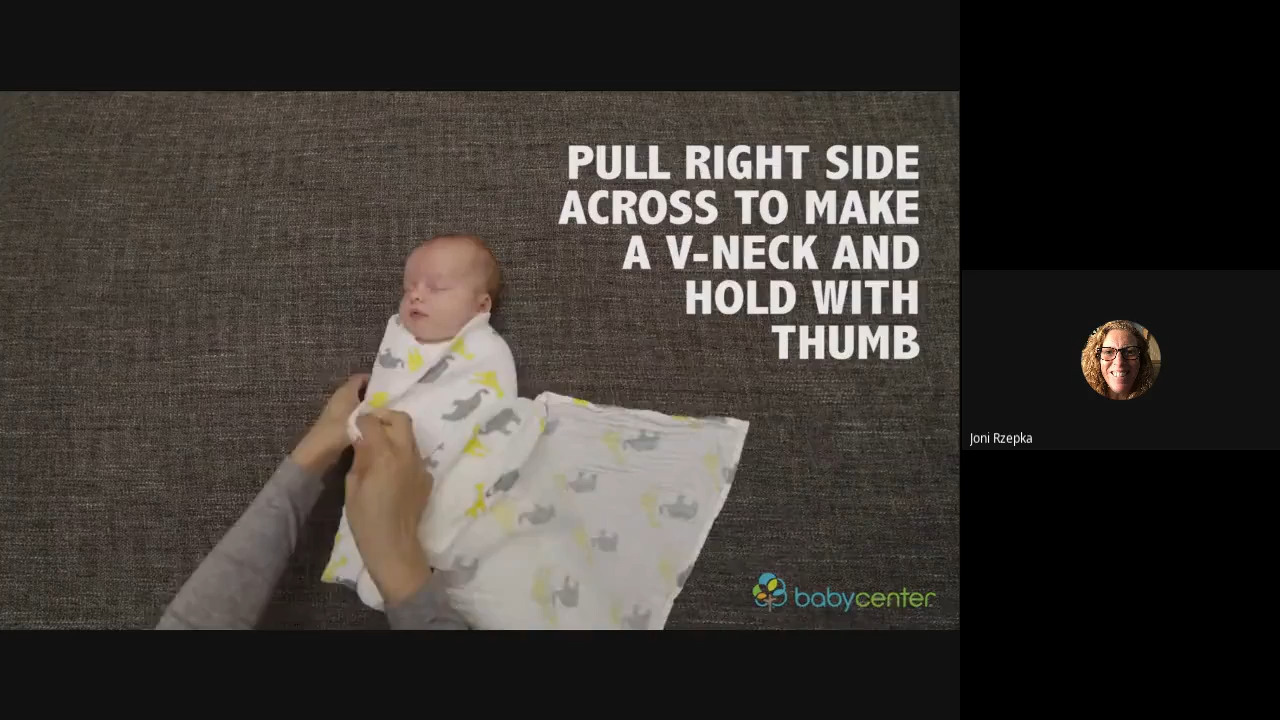 PULL RIGHT SIDE
ACROSS TO MAKE
A V-NECK AND
HOLD WITH
THUMB
babycenter
Joni Rzepka